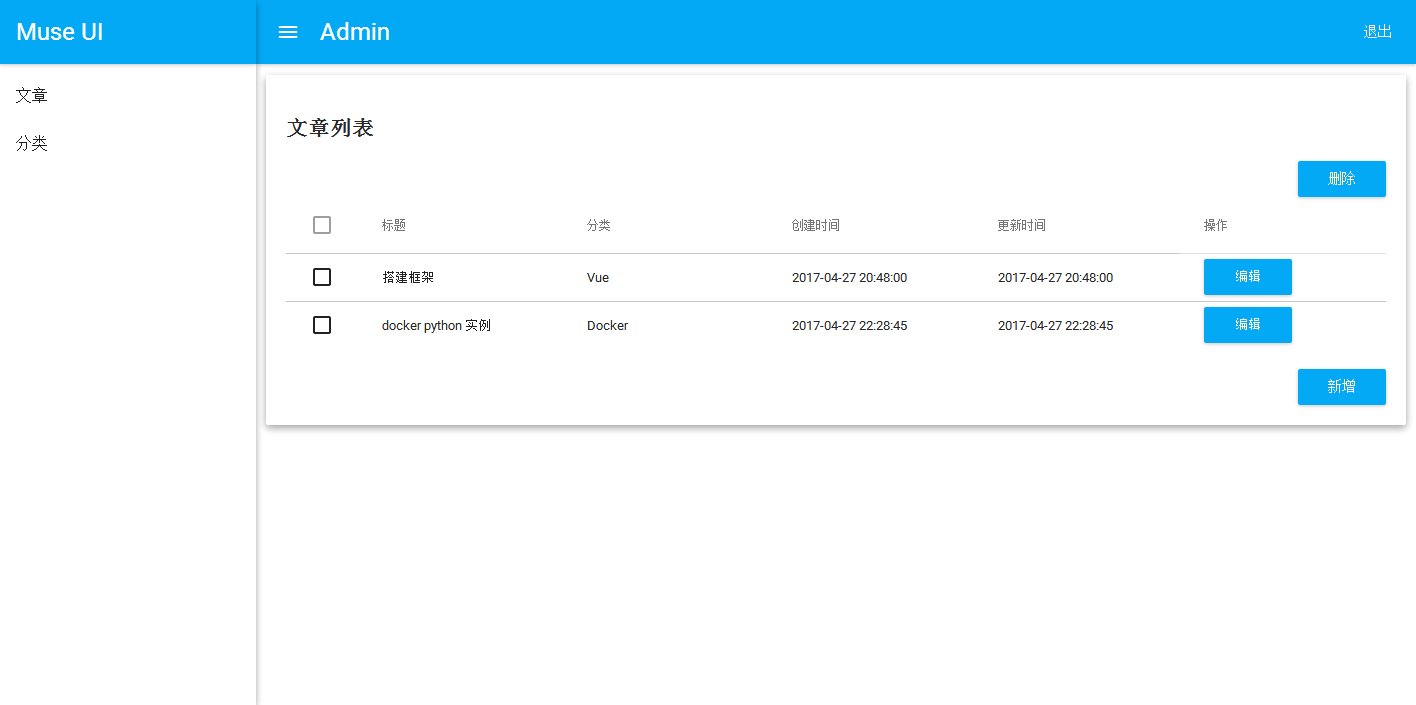 Muse UI
Admin
退出
文章
分类
文章列表
删除
标题 分类 创建时间 更新时间 操作
搭建框架 Vue 2017-04-27 20:48:00 2017-04-27 20:48:00 编辑
docker python 实例 Docker 2017-04-27 22:28:45 2017-04-27 22:28:45 编辑
新增